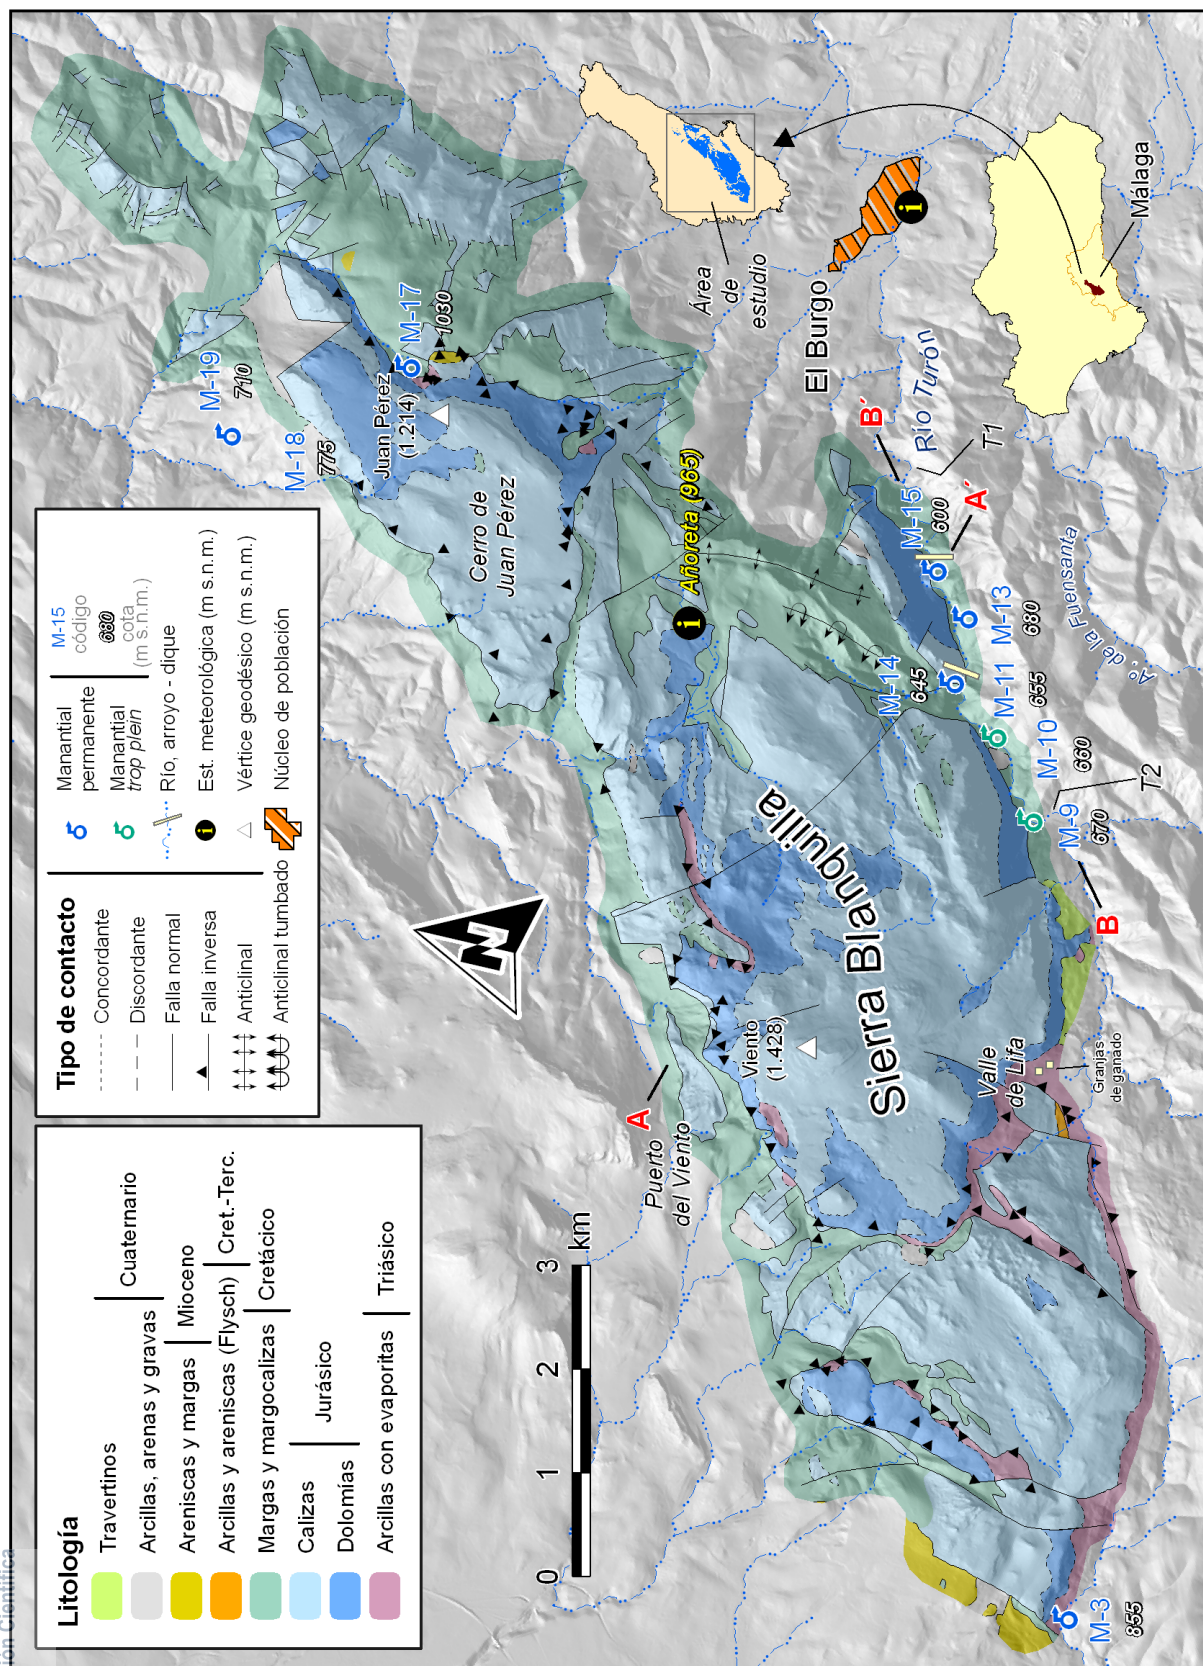 ión Científica
Litología
Travertinos
Arcillas, arenas y gravas
Cuaternario
Areniscas y margas
Mioceno
Arcillas y areniscas (Flysch)
Cret.-Terc.
Margas y margocalizas
Cretácico
Calizas
Jurásico
Dolomías
Arcillas con evaporitas
Triásico
Tipo de contacto
Concordante
Discordante
Falla normal
Falla inversa
Anticlinal
Anticlinal tumbado
Manantial
permanente
Manantial
trop plein
Río, arroyo - dique
Est. meteorológica (m s.n.m.)
Vértice geodésico (m s.n.m.)
Núcleo de población
M-15
código
680
cota
(m s.n.m.)
N
0
1
2
3
km
M-19
710
M-18
775
Juan Pérez
(1.214)
M-17
1030
Cerro de
Juan Pérez
Añoreta (965)
i
A
Puerto
del Viento
Viento
(1.428)
Sierra Blanquilla
Valle
de Lifa
Granjas
de ganado
M-14
645
M-15
600
B´
Río Turón
T1
A´
M-13
680
M-11
655
Aº. de la Fuensanta
M-10
660
M-9
670
T2
B
M-3
855
El Burgo
i
Área
de
estudio
Málaga